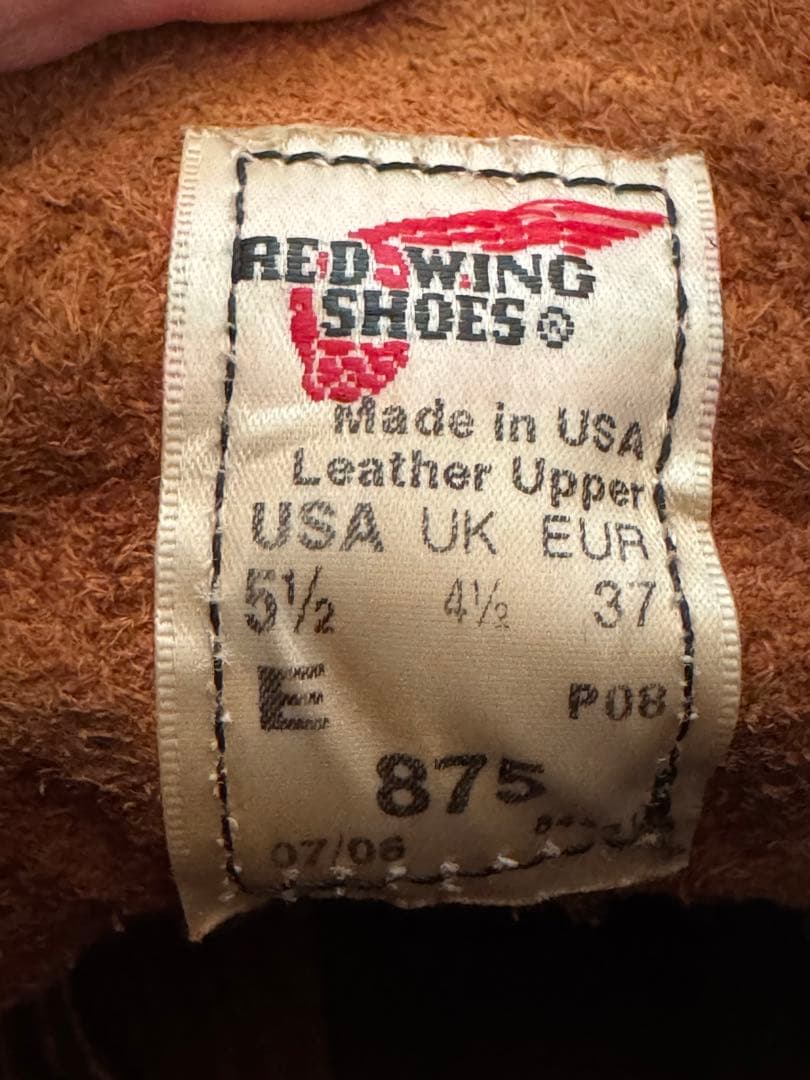 RED WING
SHOES®
Made in USA
Leather Upper
USA UK EUR
5½ 4½ 37
E P08
875
07/06